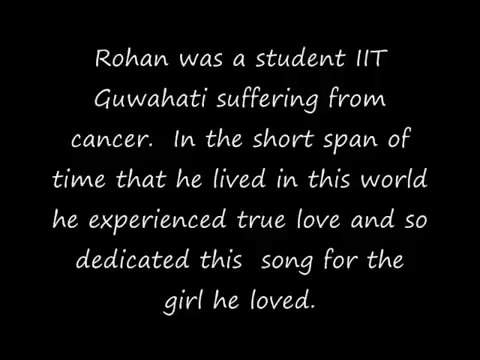 Rohan was a student IIT
Guwahati suffering from
cancer. In the short span of
time that he lived in this world
he experienced true love and so
dedicated this song for the
girl he loved.